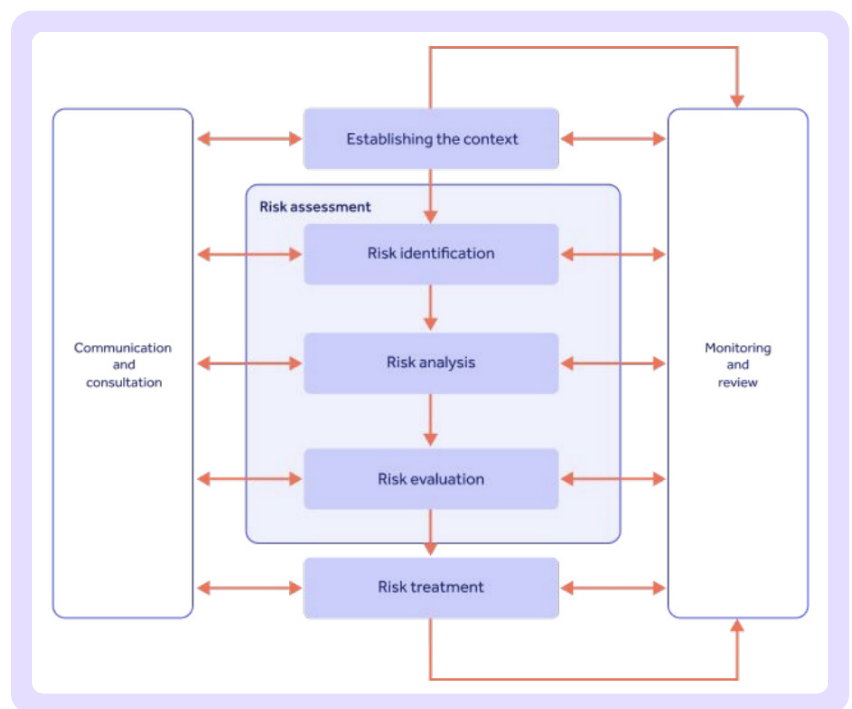 Establishing the context
Risk assessment
Risk identification
Communication
and
consultation
Risk analysis
Monitoring
and
review
Risk evaluation
Risk treatment